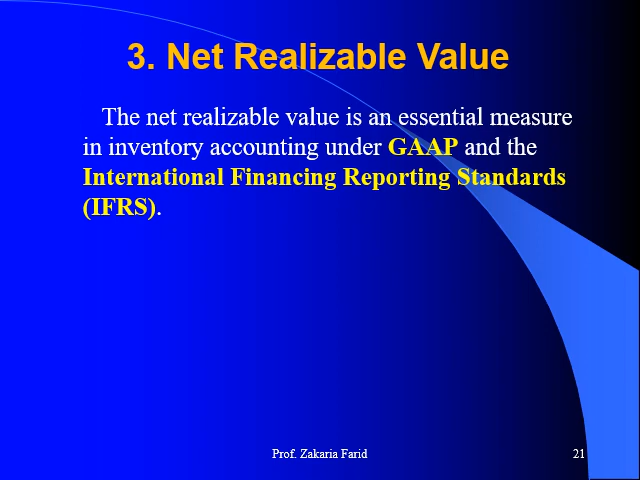 3. Net Realizable Value
The net realizable value is an essential measure
in inventory accounting under GAAP and the
International Financing Reporting Standards
(IFRS).
Prof. Zakaria Farid
21